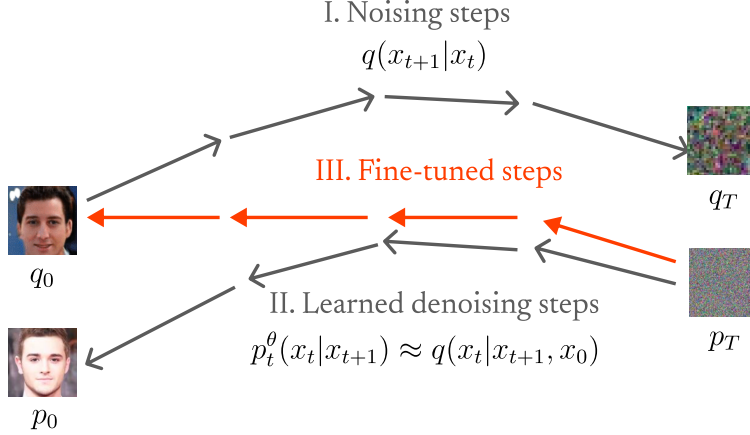 I. Noising steps
q(x_{t+1}|x_t)
III. Fine-tuned steps
q_T
q_0
II. Learned denoising steps
p_t^θ(x_t|x_{t+1}) ≈ q(x_t|x_{t+1}, x_0)
p_T
p_0